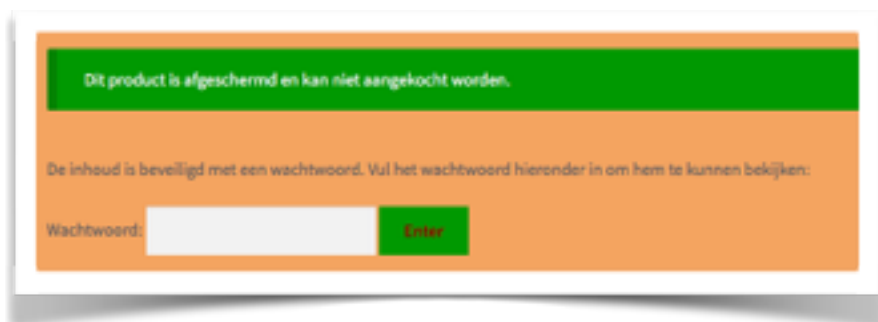 Dit product is afgeschermd en kan niet aangekocht worden.
De inhoud is beveiligd met een wachtwoord. Vul het wachtwoord hieronder in om hem te kunnen bekijken:
Wachtwoord: Enter